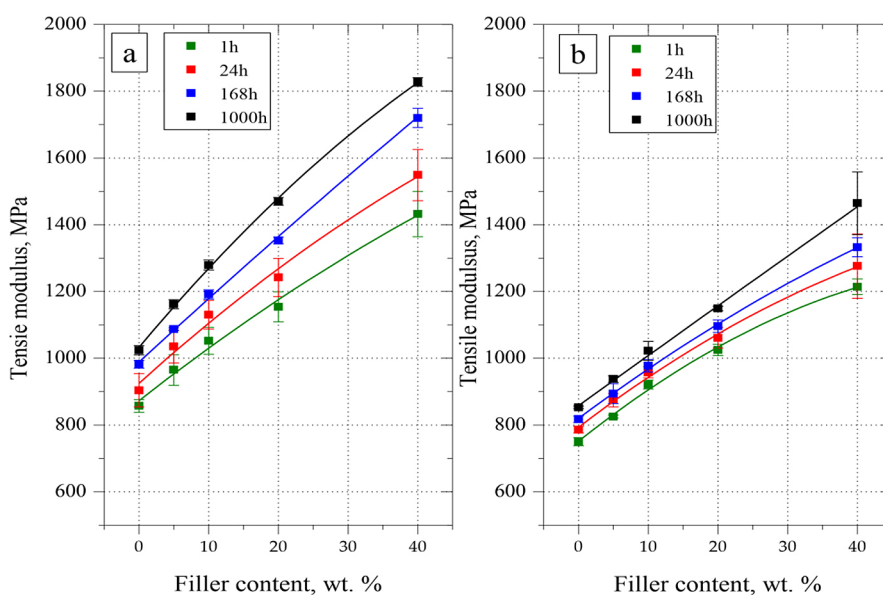 a
1h
24h
168h
1000h
2000
1800
1600
1400
1200
1000
800
600
0
10
20
30
40
Tensie modulus, MPa
Filler content, wt. %
b
1h
24h
168h
1000h
2000
1800
1600
1400
1200
1000
800
600
0
10
20
30
40
Tensile modulsus, MPa
Filler content, wt. %